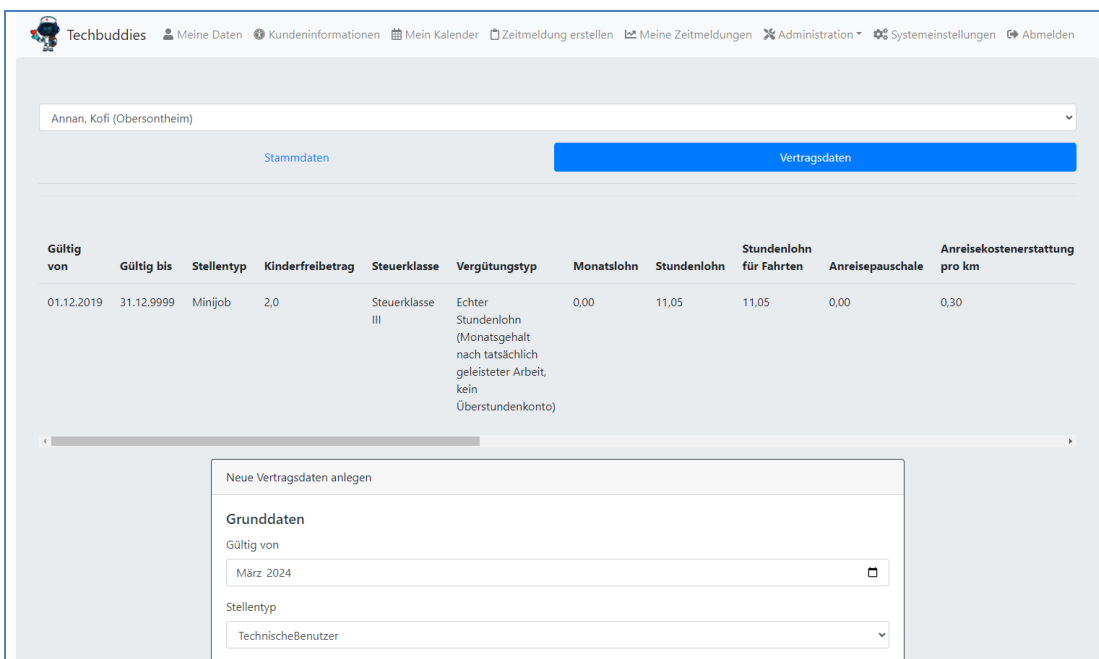 Techbuddies Meine Daten Kundeninformationen Mein Kalender Zeitmeldung erstellen Meine Zeitmeldungen Administration Systemeinstellungen Abmelden
Annan, Kofi (Obersontheim)
Stammdaten Vertragsdaten
Gültig von Gültig bis Stellentyp Kinderfreibetrag Steuerklasse Vergütungstyp Monatslohn Stundenlohn Stundenlohn für Fahrten Anreisepauschale Anreisekostenerstattung pro km
01.12.2019 31.12.9999 Minijob 2,0 Steuerklasse III Echter Stundenlohn (Monatsgehalt nach tatsächlich geleisteter Arbeit, kein Überstundenkonto) 0,00 11,05 11,05 0,00 0,30
Neue Vertragsdaten anlegen
Grunddaten
Gültig von
März 2024
Stellentyp
TechnischeBenutzer